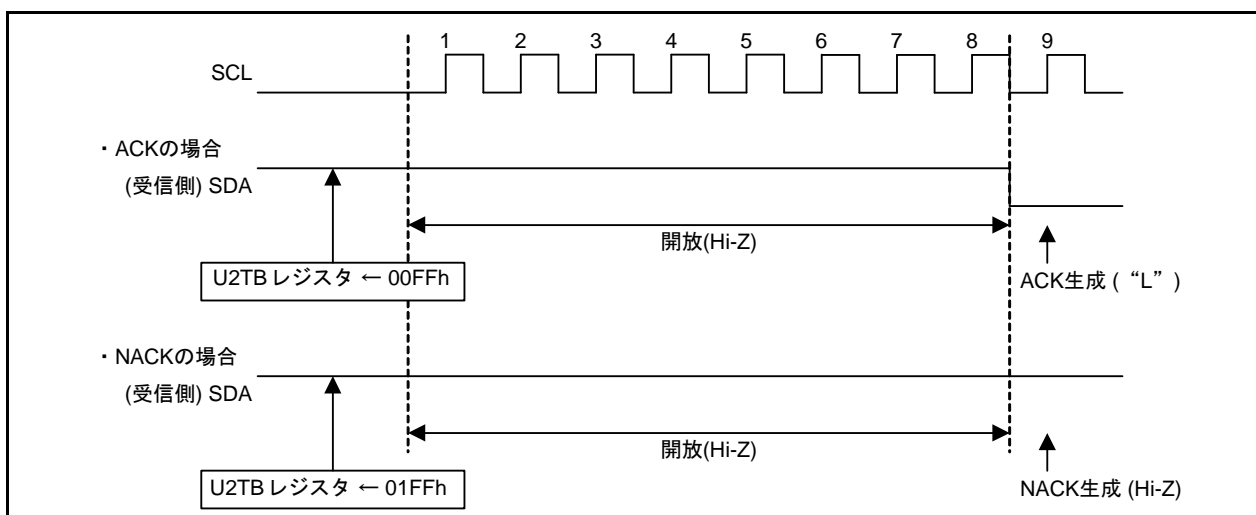 1 2 3 4 5 6 7 8 9
SCL
・ACKの場合
(受信側) SDA
開放(Hi-Z)
U2TB レジスタ ← 00FFh
ACK生成 (“L”)
・NACKの場合
(受信側) SDA
開放(Hi-Z)
U2TB レジスタ ← 01FFh
NACK生成 (Hi-Z)